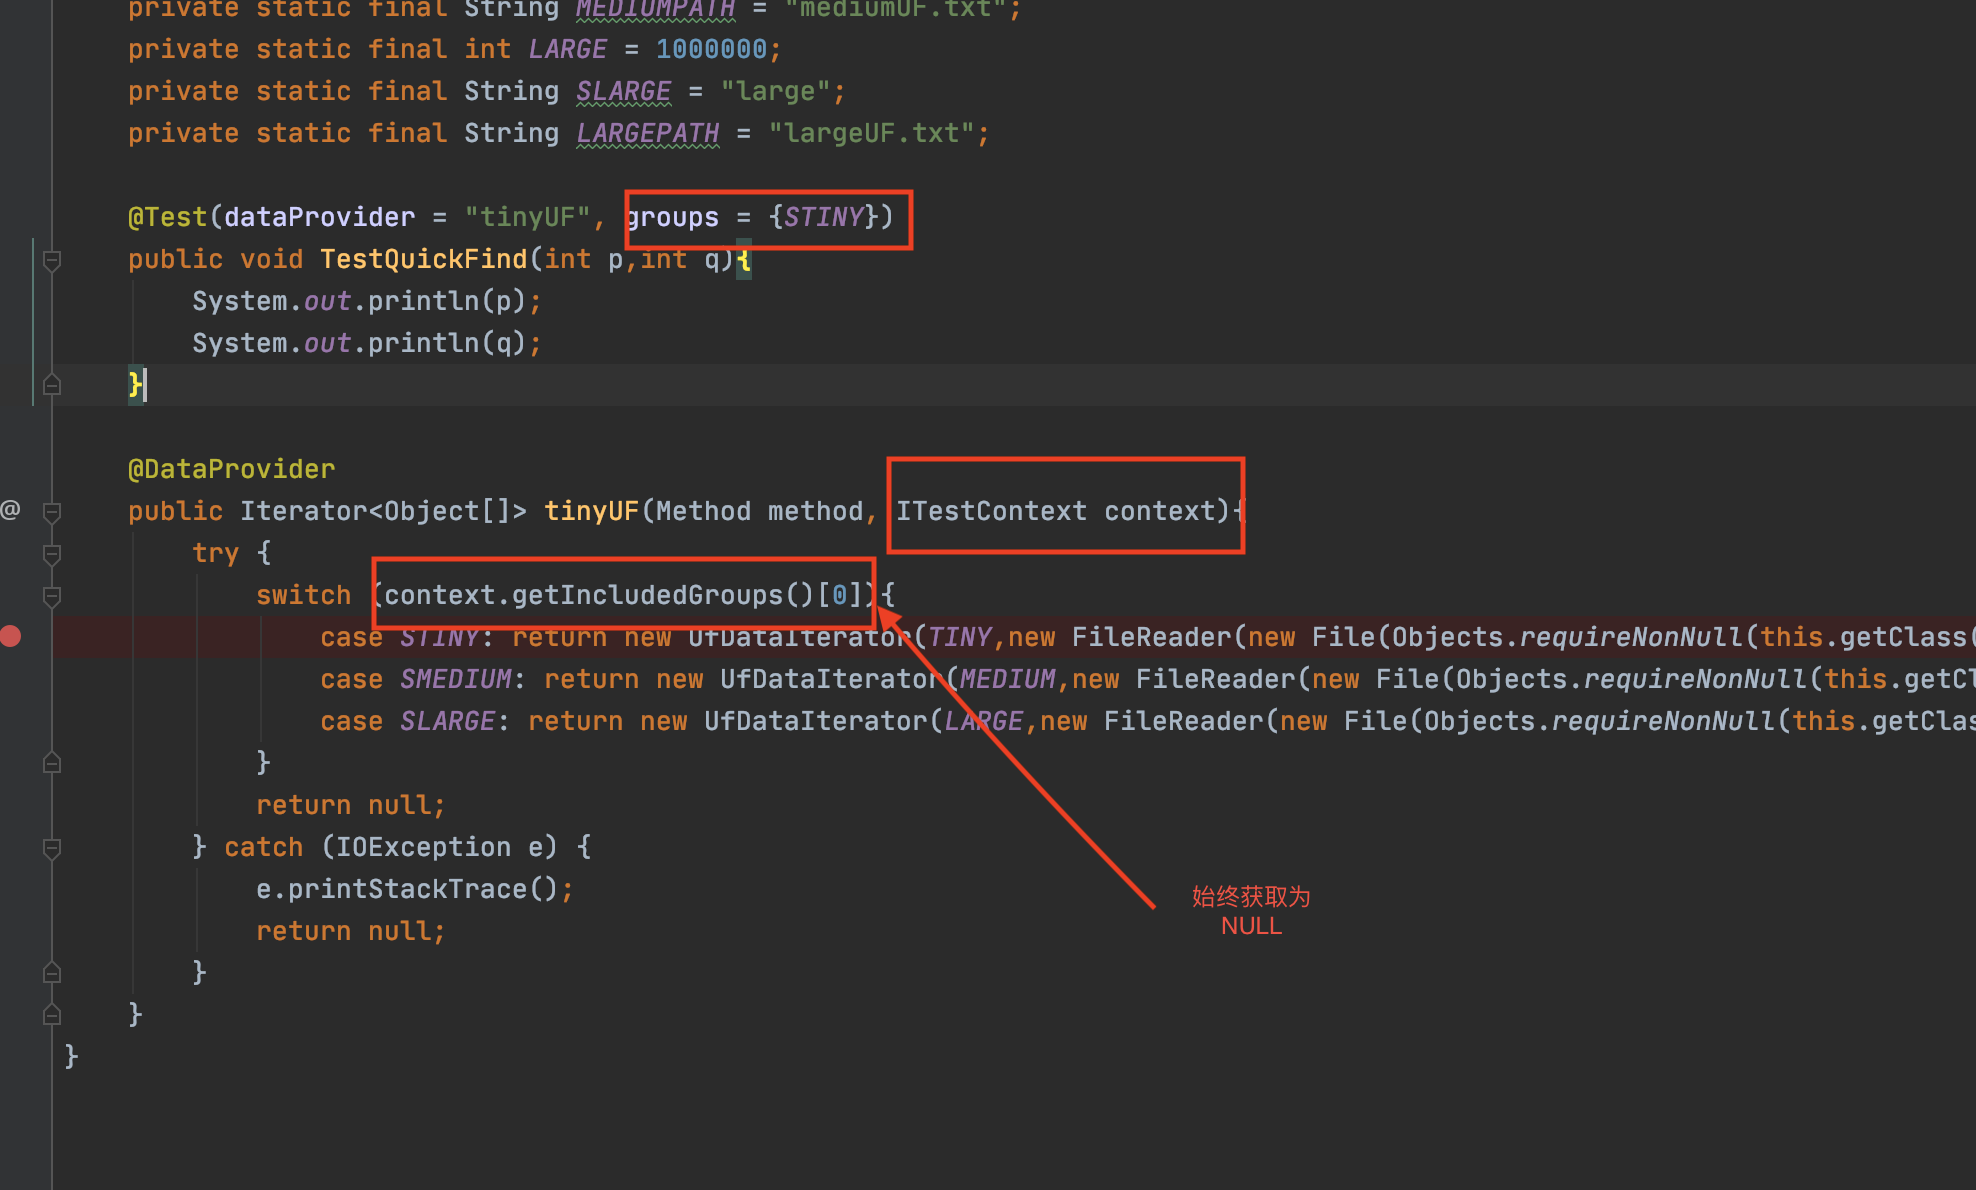 private static final String MEDIUMPATH = "mediumUF.txt";
private static final int LARGE = 1000000;
private static final String SLARGE = "large";
private static final String LARGEPATH = "largeUF.txt";
@Test(dataProvider = "tinyUF", groups = {STINY})
public void TestQuickFind(int p,int q){
System.out.println(p);
System.out.println(q);
}
@DataProvider
@
public Iterator<Object[]> tinyUF(Method method, ITestContext context){
try {
switch (context.getIncludedGroups()[0]){
case STINY: return new UfDataIterator(TINY,new FileReader(new File(Objects.requireNonNull(this.getClass(
case SMEDIUM: return new UfDataIterator(MEDIUM,new FileReader(new File(Objects.requireNonNull(this.getCl
case SLARGE: return new UfDataIterator(LARGE,new FileReader(new File(Objects.requireNonNull(this.getClas
}
return null;
} catch (IOException e) {
e.printStackTrace();
始终获取为
NULL
return null;
}
}
}